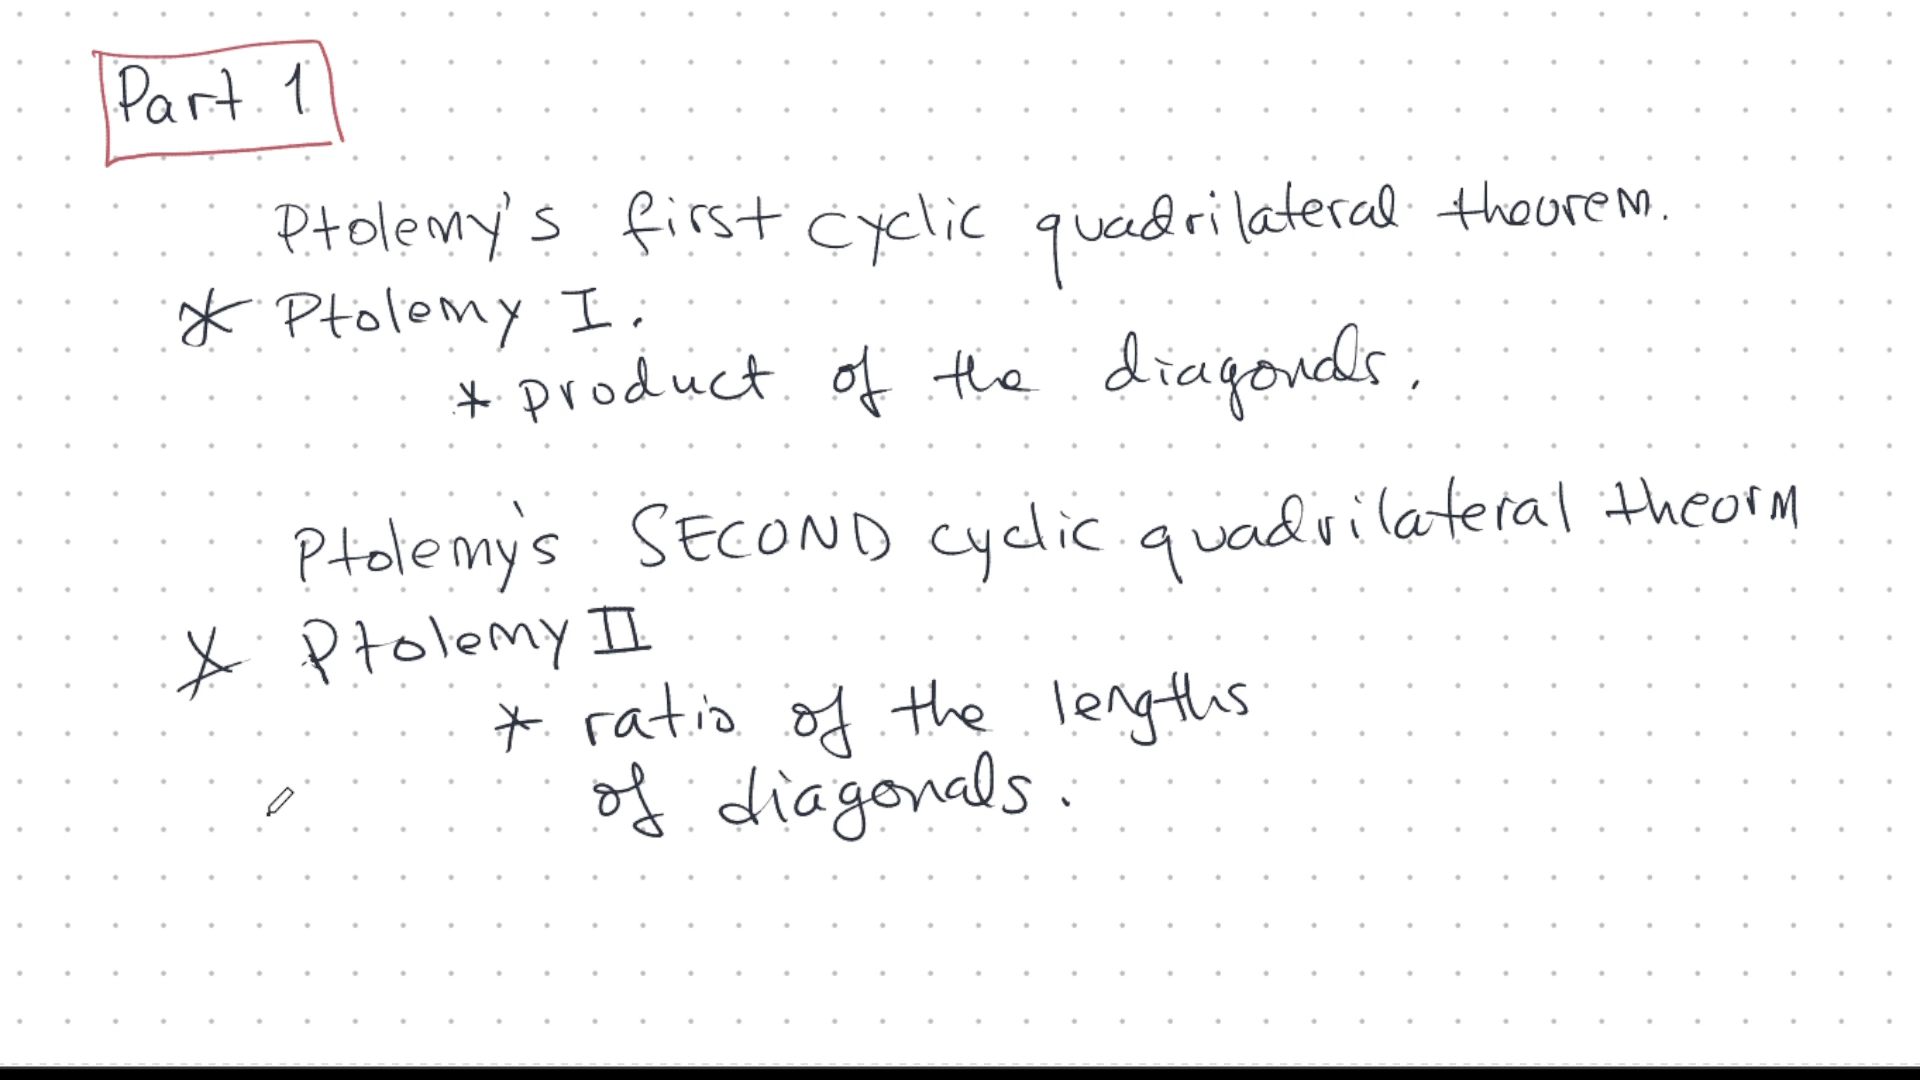 Part 1
Ptolemy's first cyclic quadrilateral theorem.
* Ptolemy I.
* product of the diagonals.
Ptolemy's SECOND cyclic quadrilateral theorm
* Ptolemy II
* ratio of the lengths
of diagonals.